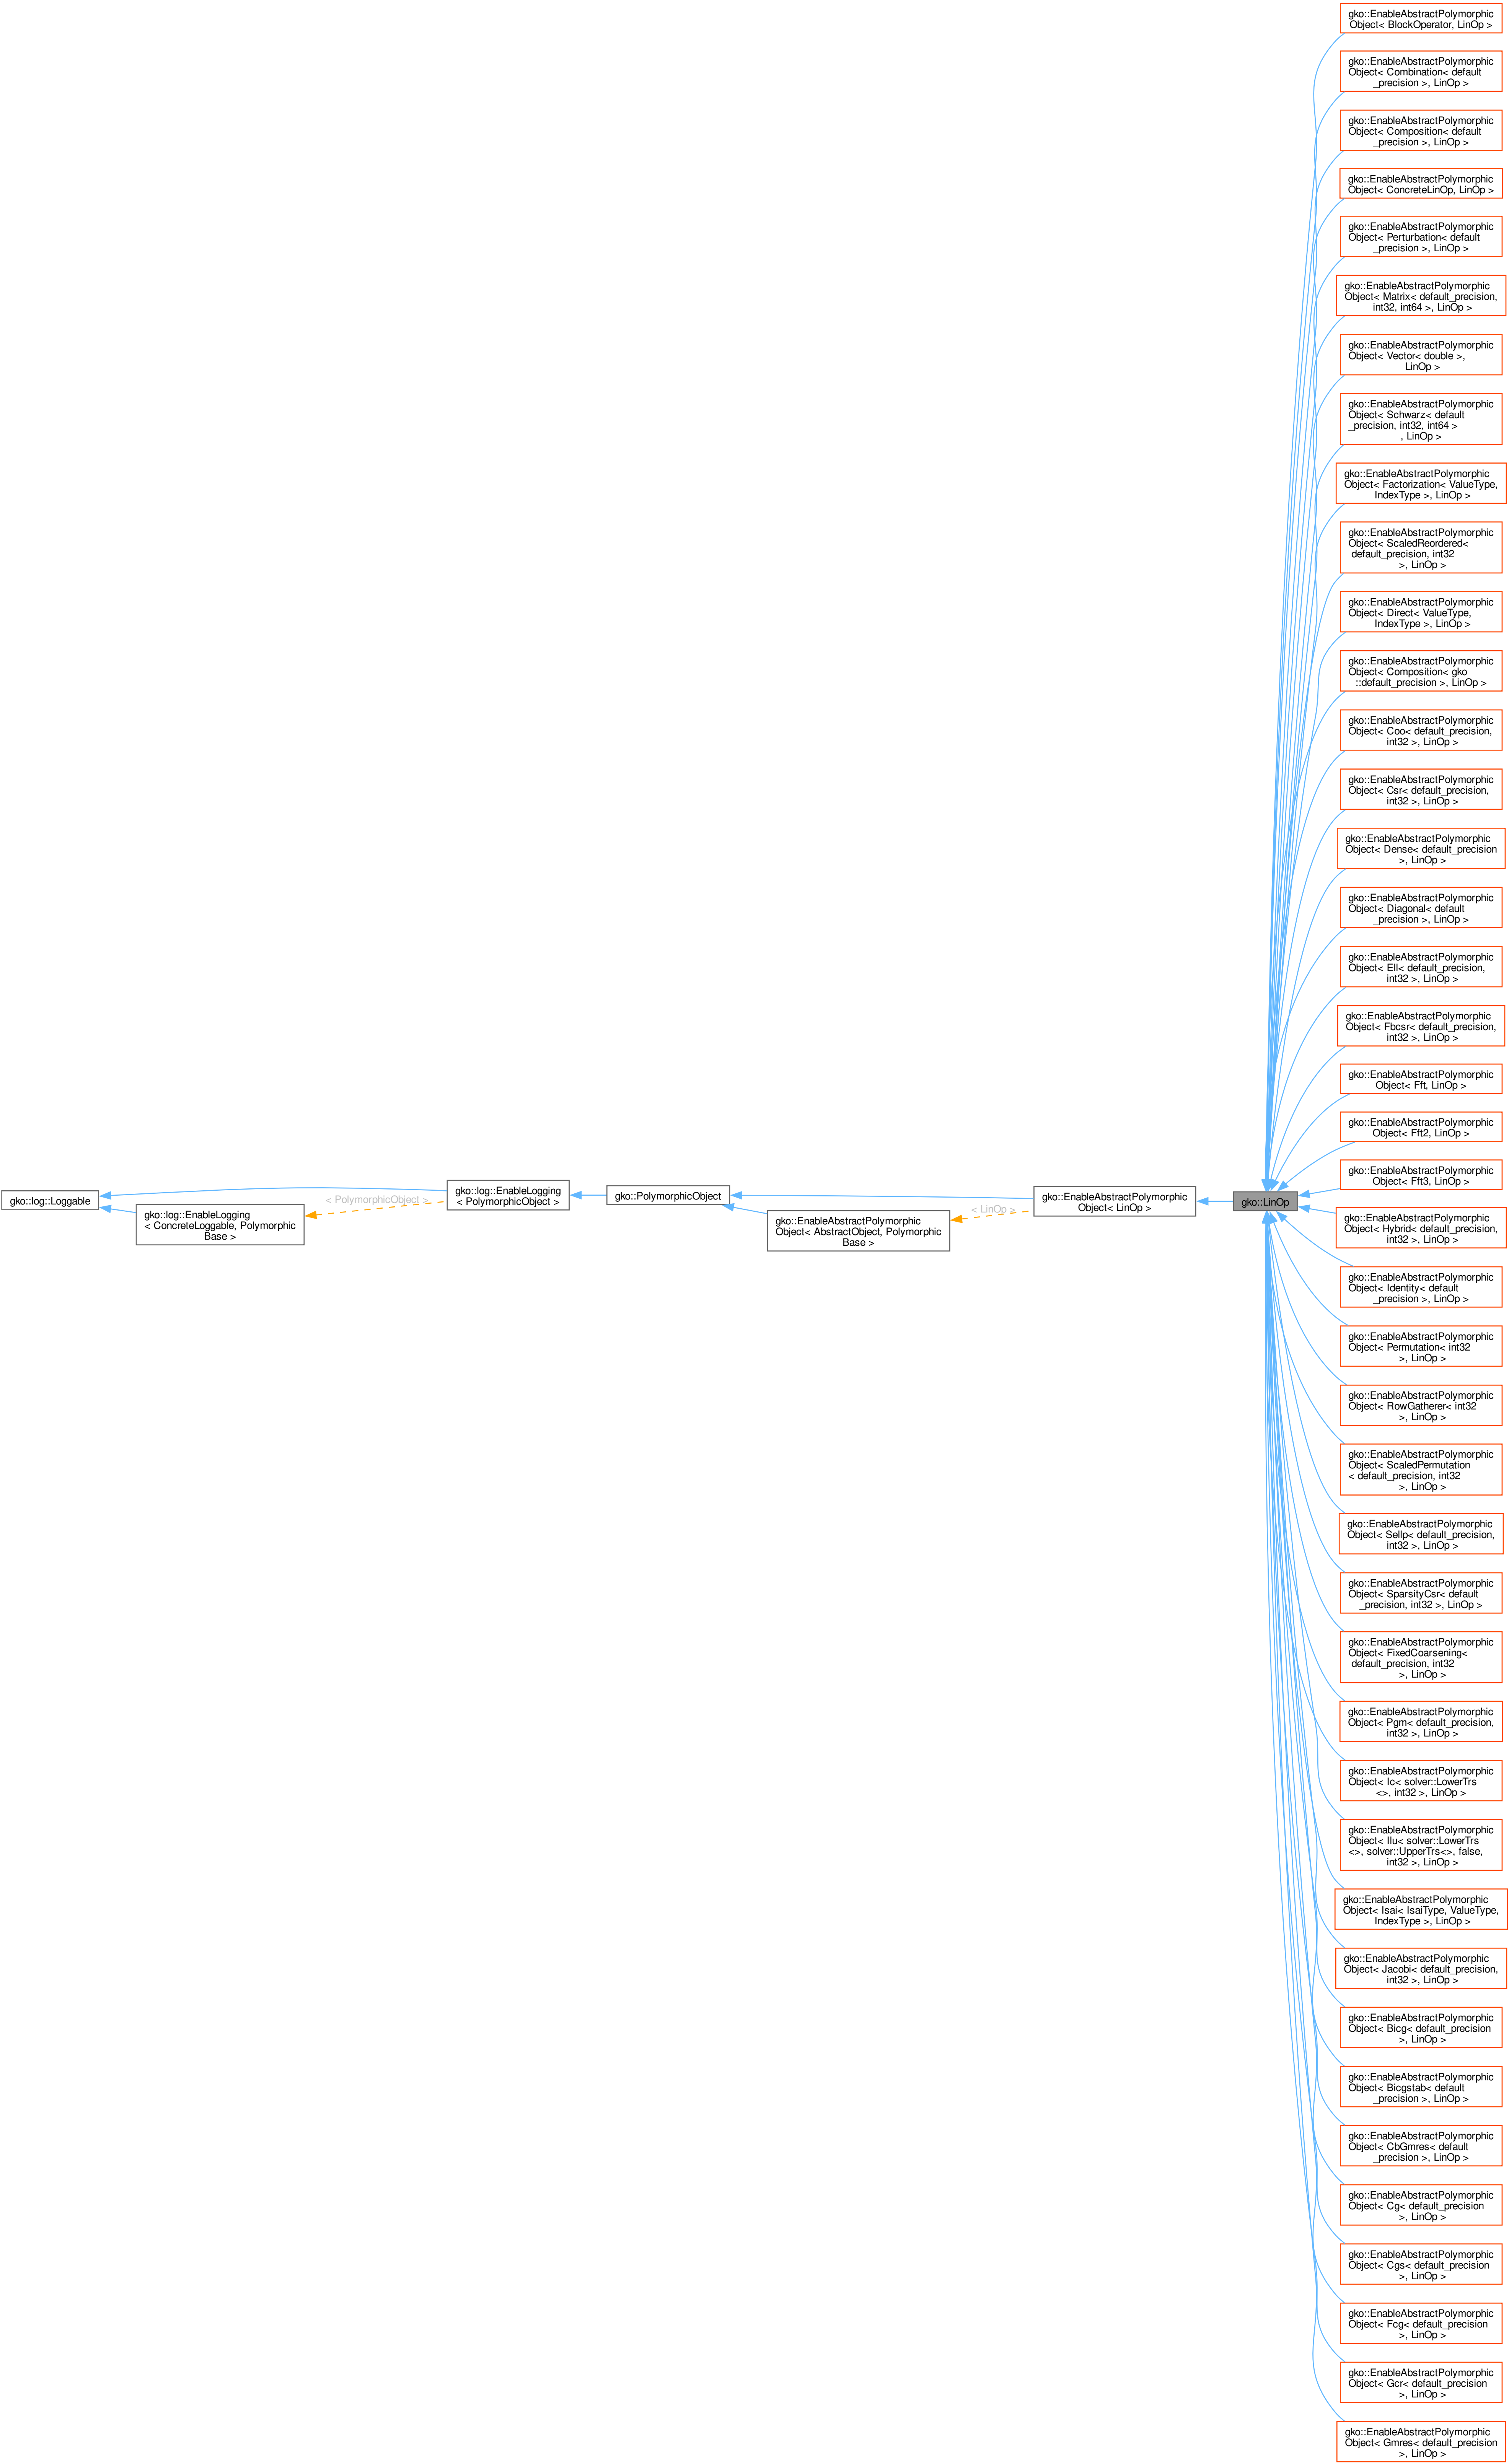 gko::EnableAbstractPolymorphic
Object< BlockOperator, LinOp >
gko::EnableAbstractPolymorphic
Object< Combination< default
_precision >, LinOp >
gko::EnableAbstractPolymorphic
Object< Composition< default
_precision >, LinOp >
gko::EnableAbstractPolymorphic
Object< ConcreteLinOp, LinOp >
gko::EnableAbstractPolymorphic
Object< Perturbation< default
_precision >, LinOp >
gko::EnableAbstractPolymorphic
Object< Matrix< default_precision,
int32, int64 >, LinOp >
gko::EnableAbstractPolymorphic
Object< Vector< double >,
LinOp >
gko::EnableAbstractPolymorphic
Object< Schwarz< default
_precision, int32, int64 >
, LinOp >
gko::EnableAbstractPolymorphic
Object< Factorization< ValueType,
IndexType >, LinOp >
gko::EnableAbstractPolymorphic
Object< ScaledReordered<
default_precision, int32
>, LinOp >
gko::EnableAbstractPolymorphic
Object< Direct< ValueType,
IndexType >, LinOp >
gko::EnableAbstractPolymorphic
Object< Composition< gko
::default_precision >, LinOp >
gko::EnableAbstractPolymorphic
Object< Coo< default_precision,
int32 >, LinOp >
gko::EnableAbstractPolymorphic
Object< Csr< default_precision,
int32 >, LinOp >
gko::EnableAbstractPolymorphic
Object< Dense< default_precision
>, LinOp >
gko::EnableAbstractPolymorphic
Object< Diagonal< default
_precision >, LinOp >
gko::EnableAbstractPolymorphic
Object< Ell< default_precision,
int32 >, LinOp >
gko::EnableAbstractPolymorphic
Object< Fbcsr< default_precision,
int32 >, LinOp >
gko::EnableAbstractPolymorphic
Object< Fft, LinOp >
gko::EnableAbstractPolymorphic
Object< Fft2, LinOp >
gko::EnableAbstractPolymorphic
Object< Fft3, LinOp >
gko::log::Loggable
gko::log::EnableLogging
< ConcreteLoggable, Polymorphic
Base >
< PolymorphicObject >
gko::log::EnableLogging
< PolymorphicObject >
gko::PolymorphicObject
gko::EnableAbstractPolymorphic
Object< AbstractObject, Polymorphic
Base >
< LinOp >
gko::EnableAbstractPolymorphic
Object< LinOp >
gko::LinOp
gko::EnableAbstractPolymorphic
Object< Hybrid< default_precision,
int32 >, LinOp >
gko::EnableAbstractPolymorphic
Object< Identity< default
_precision >, LinOp >
gko::EnableAbstractPolymorphic
Object< Permutation< int32
>, LinOp >
gko::EnableAbstractPolymorphic
Object< RowGatherer< int32
>, LinOp >
gko::EnableAbstractPolymorphic
Object< ScaledPermutation
< default_precision, int32
>, LinOp >
gko::EnableAbstractPolymorphic
Object< Sellp< default_precision,
int32 >, LinOp >
gko::EnableAbstractPolymorphic
Object< SparsityCsr< default
_precision, int32 >, LinOp >
gko::EnableAbstractPolymorphic
Object< FixedCoarsening<
default_precision, int32
>, LinOp >
gko::EnableAbstractPolymorphic
Object< Pgm< default_precision,
int32 >, LinOp >
gko::EnableAbstractPolymorphic
Object< Ic< solver::LowerTrs
<>, int32 >, LinOp >
gko::EnableAbstractPolymorphic
Object< Ilu< solver::LowerTrs
<>, solver::UpperTrs<>, false,
int32 >, LinOp >
gko::EnableAbstractPolymorphic
Object< Isai< IsaiType, ValueType,
IndexType >, LinOp >
gko::EnableAbstractPolymorphic
Object< Jacobi< default_precision,
int32 >, LinOp >
gko::EnableAbstractPolymorphic
Object< Bicg< default_precision
>, LinOp >
gko::EnableAbstractPolymorphic
Object< Bicgstab< default
_precision >, LinOp >
gko::EnableAbstractPolymorphic
Object< CbGmres< default
_precision >, LinOp >
gko::EnableAbstractPolymorphic
Object< Cg< default_precision
>, LinOp >
gko::EnableAbstractPolymorphic
Object< Cgs< default_precision
>, LinOp >
gko::EnableAbstractPolymorphic
Object< Fcg< default_precision
>, LinOp >
gko::EnableAbstractPolymorphic
Object< Gcr< default_precision
>, LinOp >
gko::EnableAbstractPolymorphic
Object< Gmres< default_precision
>, LinOp >